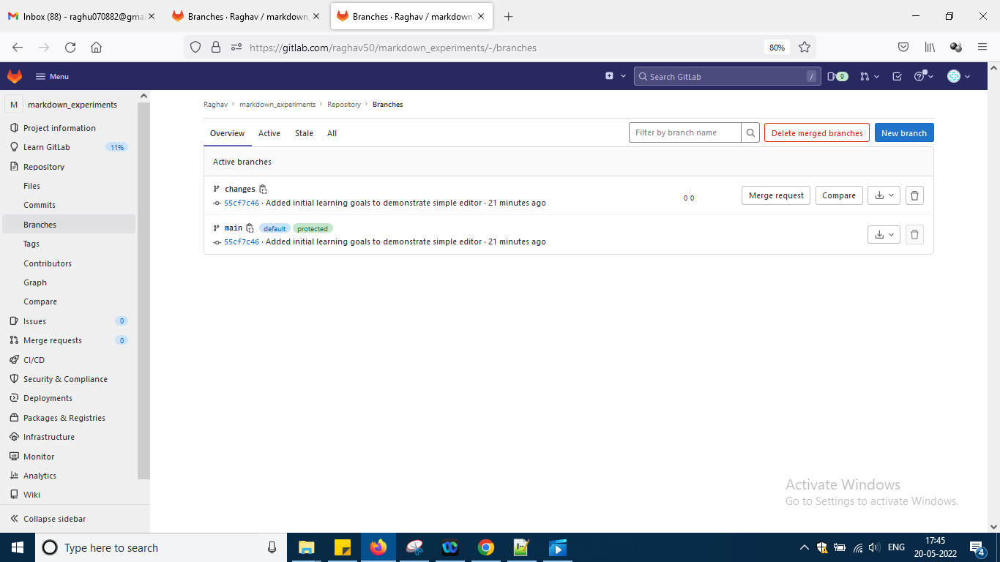 Inbox (88) - raghu070882@gmai
Branches · Raghav / markdown_
Branches · Raghav / markdown_
https://gitlab.com/raghav50/markdown_experiments/-/branches
80%
Menu
Search GitLab
/
9
M markdown_experiments
Project information
Learn GitLab 11%
Repository
Files
Commits
Branches
Tags
Contributors
Graph
Compare
Issues 0
Merge requests 0
CI/CD
Security & Compliance
Deployments
Packages & Registries
Infrastructure
Monitor
Analytics
Wiki
Collapse sidebar
Raghav > markdown_experiments > Repository > Branches
Overview Active Stale All
Filter by branch name
Delete merged branches
New branch
Active branches
changes
55cf7c46 · Added initial learning goals to demonstrate simple editor · 21 minutes ago
0 0
Merge request
Compare
main default protected
55cf7c46 · Added initial learning goals to demonstrate simple editor · 21 minutes ago
Activate Windows
Go to Settings to activate Windows.
Type here to search
ENG
17:45
20-05-2022
4